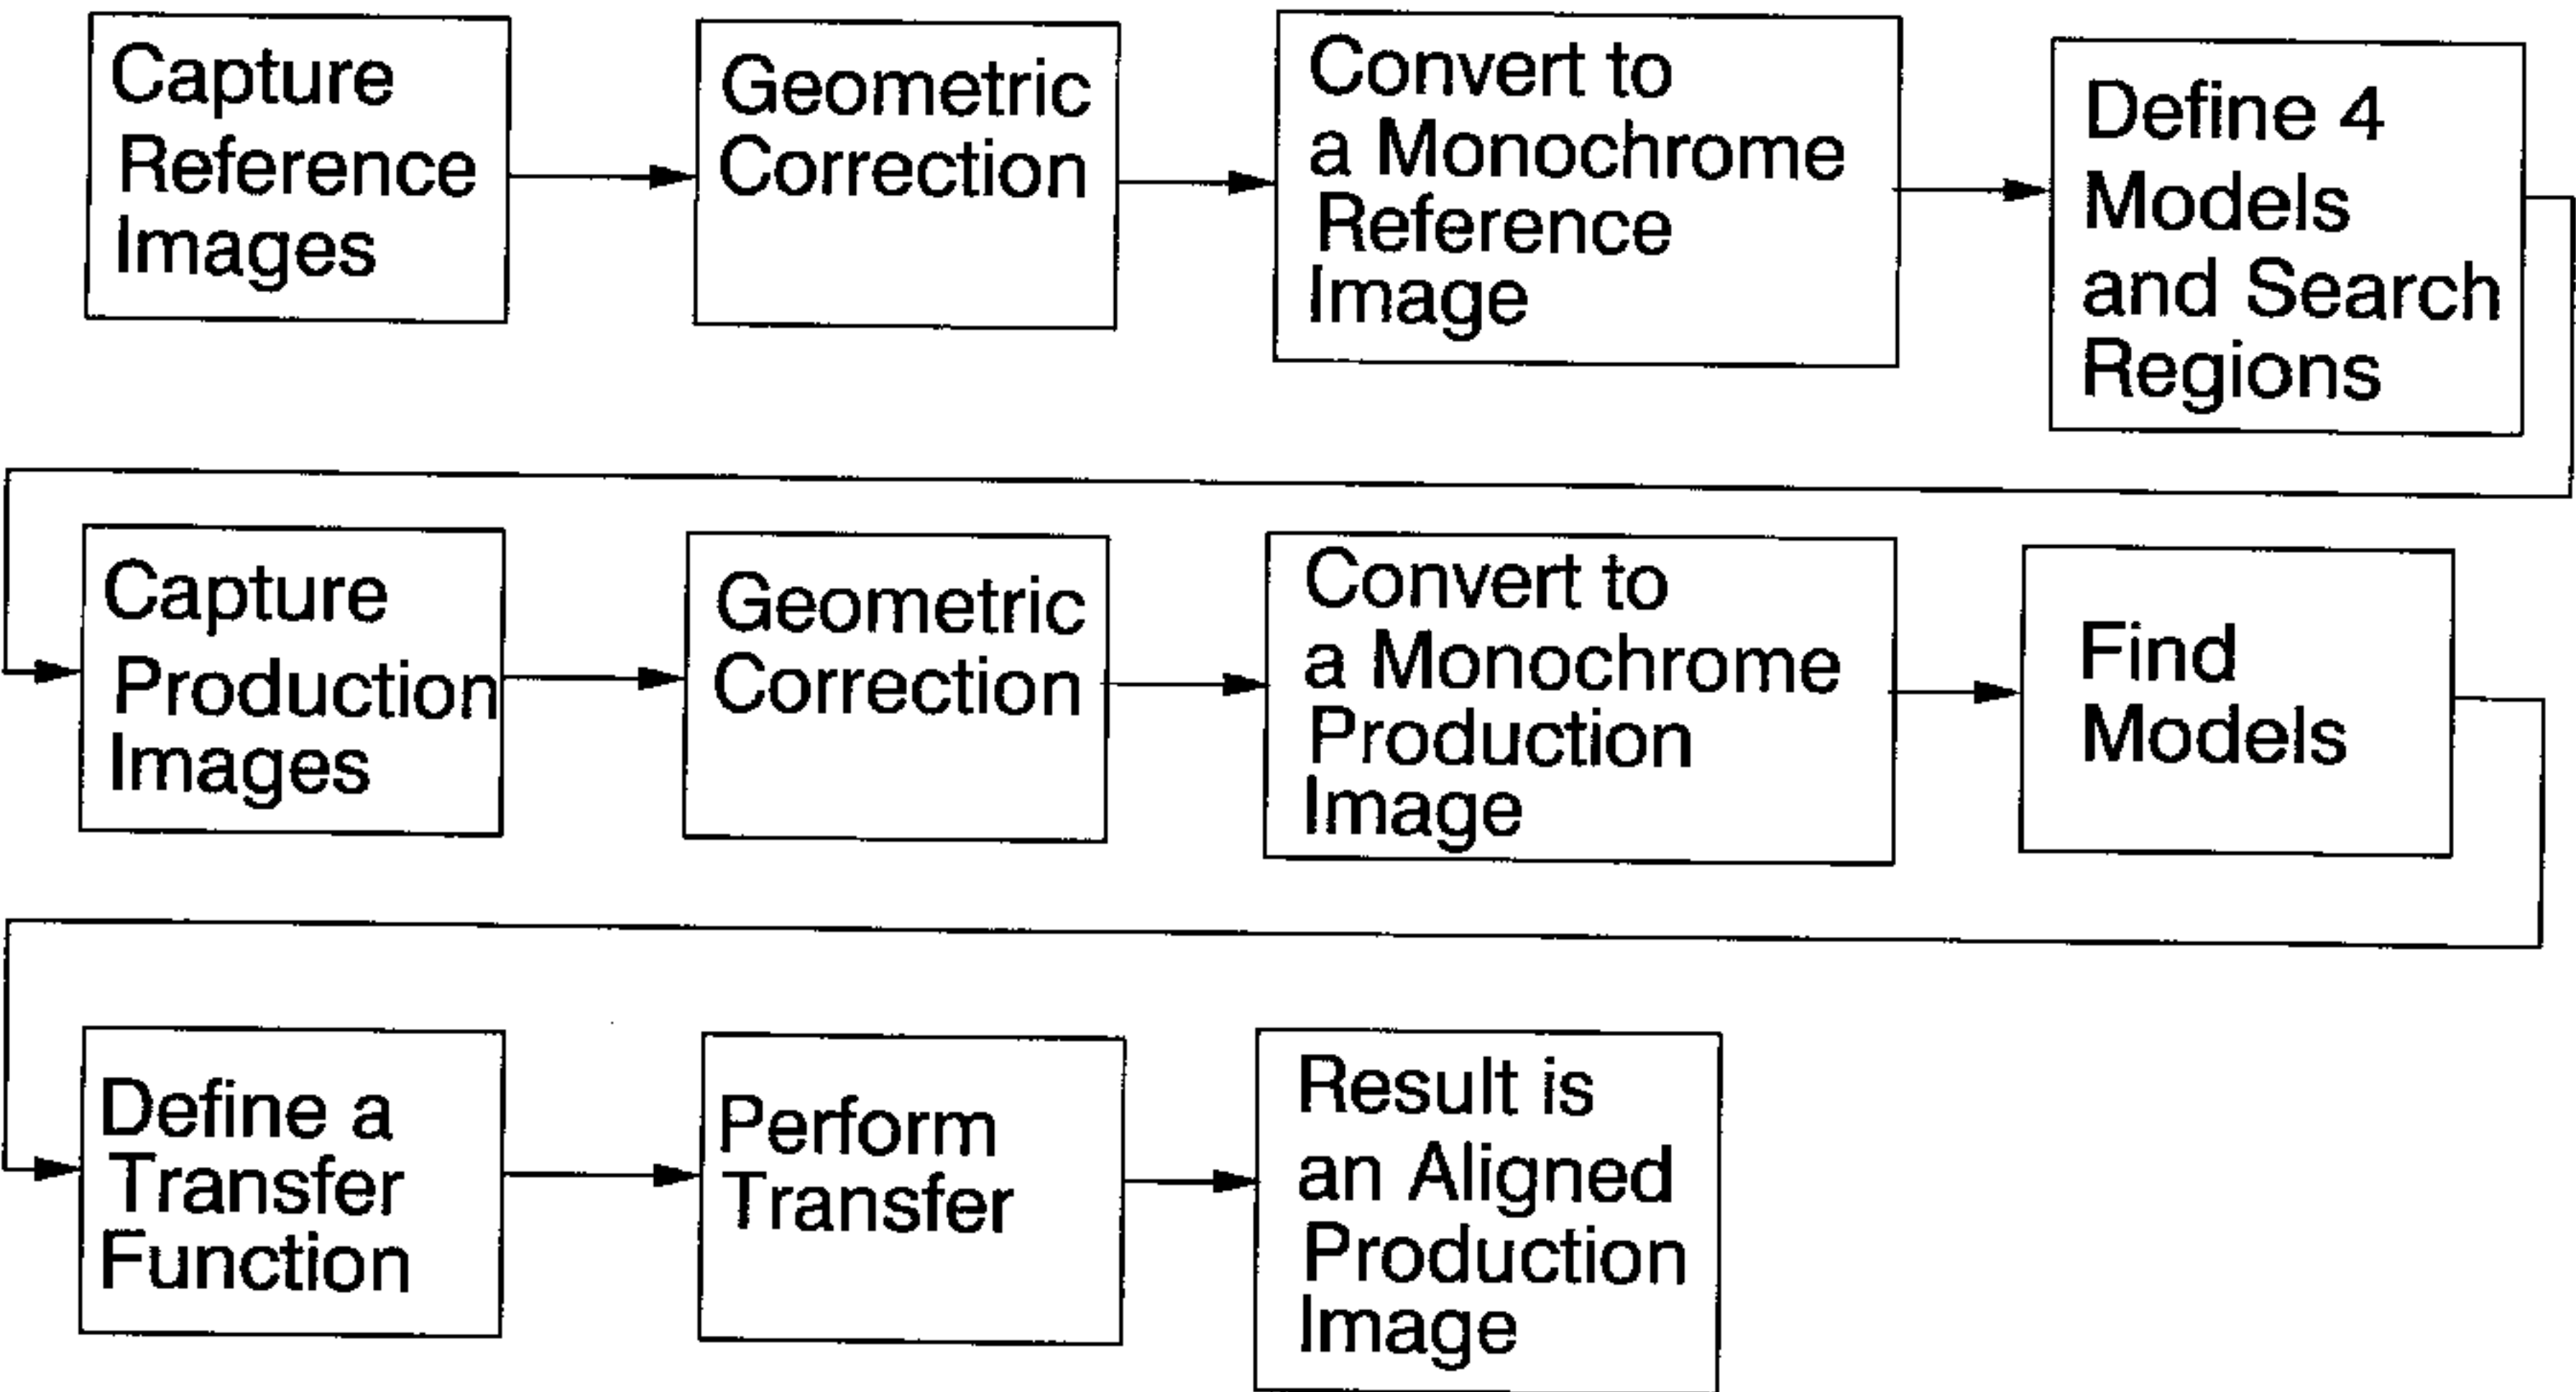 Capture
Reference
Images
Geometric
Correction
Convert to
a Monochrome
Reference
Image
Define 4
Models
and Search
Regions
Capture
Production
Images
Geometric
Correction
Convert to
a Monochrome
Production
Image
Find
Models
Define a
Transfer
Function
Perform
Transfer
Result is
an Aligned
Production
Image